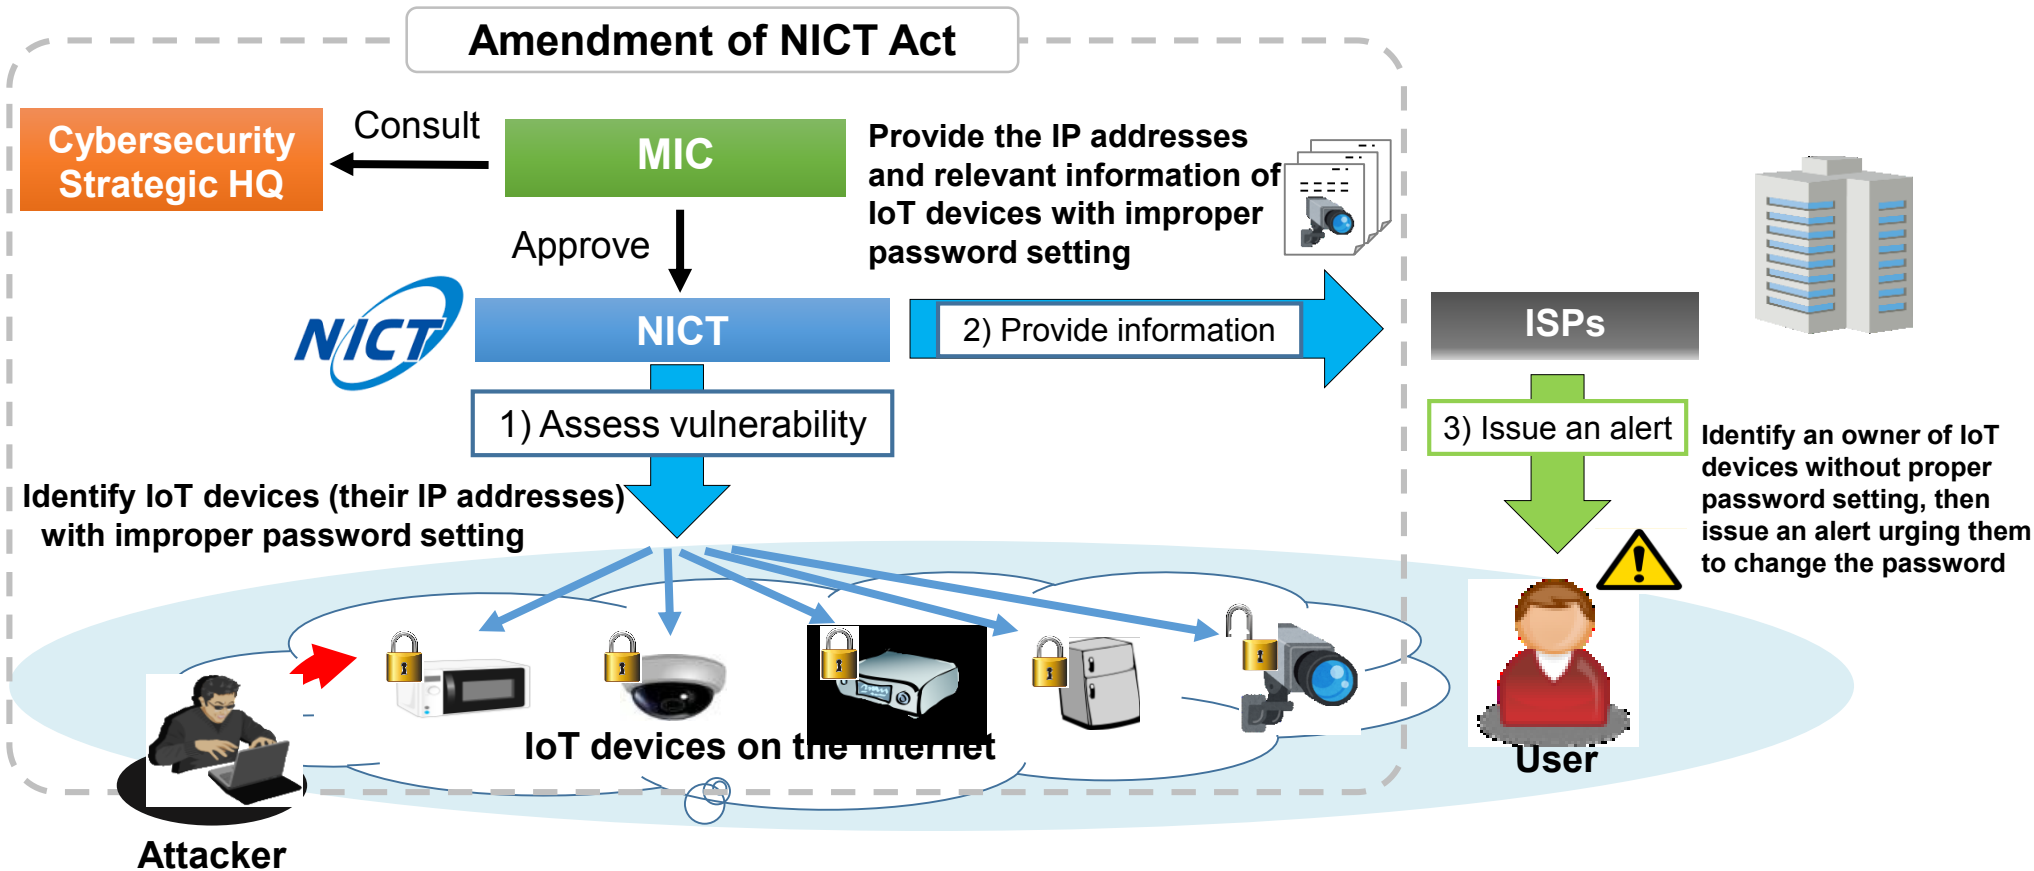 Amendment of NICT Act
Cybersecurity
Strategic HQ
Consult
MIC
Provide the IP addresses
and relevant information of
IoT devices with improper
password setting
Approve
NICT
NICT
2) Provide information
ISPs
1) Assess vulnerability
3) Issue an alert
Identify an owner of IoT
devices without proper
password setting, then
issue an alert urging them
to change the password
Identify IoT devices (their IP addresses)
with improper password setting
IoT devices on the Internet
User
Attacker